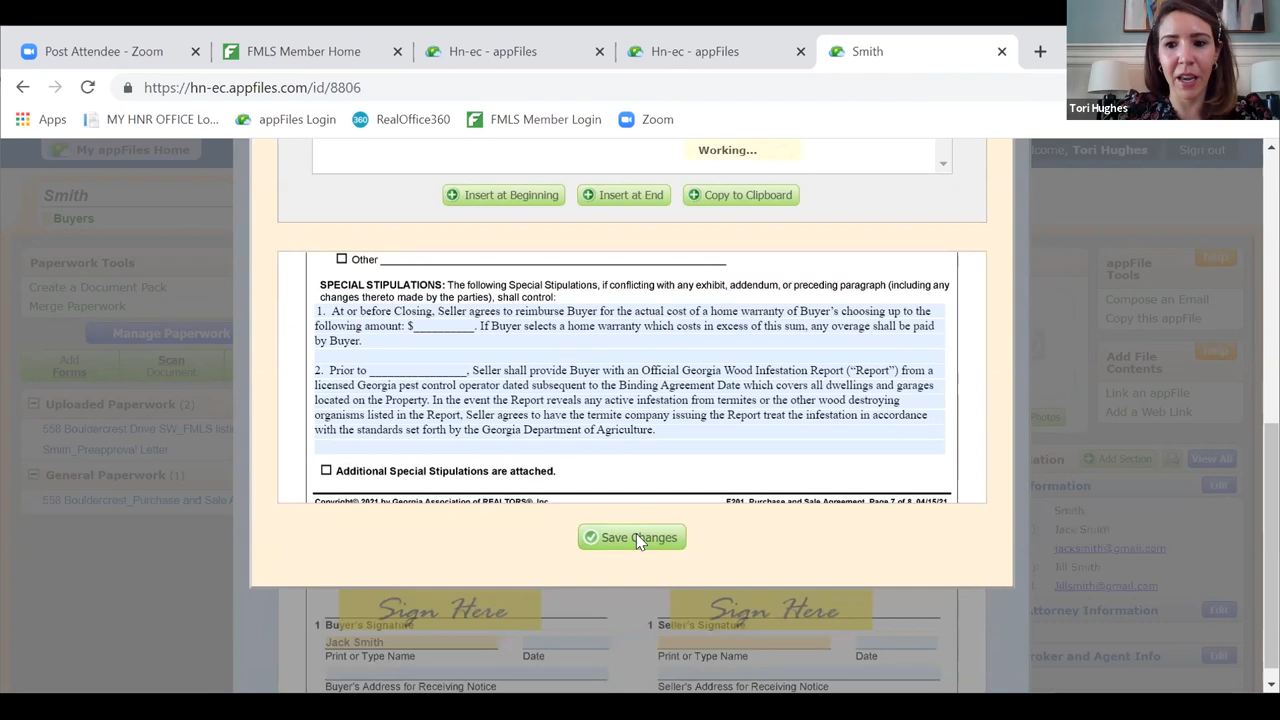 Post Attendee - Zoom
FMLS Member Home
Hn-ec - appFiles
Hn-ec - appFiles
Smith
https://hn-ec.appfiles.com/id/8806
Tori Hughes
Apps
MY HNR OFFICE Lo...
appFiles Login
RealOffice360
FMLS Member Login
Zoom
My appFiles Home
Working...
ome, Tori Hughes
Sign out
Smith
Buyers
Insert at Beginning
Insert at End
Copy to Clipboard
Paperwork Tools
Create a Document Pack
Merge Paperwork
Manage Paperwork
Add Forms
Scan Document
Uploaded Paperwork (2)
558 Bouldercrest Drive SW_FMLS listi
Smith_Preapproval Letter
General Paperwork (1)
558 Bouldercrest_Purchase and Sale A
Other
SPECIAL STIPULATIONS: The following Special Stipulations, if conflicting with any exhibit, addendum, or preceding paragraph (including any
changes thereto made by the parties), shall control:
1. At or before Closing, Seller agrees to reimburse Buyer for the actual cost of a home warranty of Buyer's choosing up to the
following amount: $__________. If Buyer selects a home warranty which costs in excess of this sum, any overage shall be paid
by Buyer.
2. Prior to ________________, Seller shall provide Buyer with an Official Georgia Wood Infestation Report (“Report”) from a
licensed Georgia pest control operator dated subsequent to the Binding Agreement Date which covers all dwellings and garages
located on the Property. In the event the Report reveals any active infestation from termites or the other wood destroying
organisms listed in the Report, Seller agrees to have the termite company issuing the Report treat the infestation in accordance
with the standards set forth by the Georgia Department of Agriculture.
Additional Special Stipulations are attached.
Copyright© 2021 by Georgia Association of REALTORS®, Inc.
F201, Purchase and Sale Agreement, Page 7 of 8, 04/15/21
Save Changes
Sign Here
Sign Here
1 Buyer's Signature
1 Seller's Signature
Jack Smith
Print or Type Name
Date
Print or Type Name
Date
Buyer's Address for Receiving Notice
Seller's Address for Receiving Notice
appFile Tools
help
Compose an Email
Copy this appFile
Add File Contents
help
Link an appFile
Add a Web Link
Photos
ation
Add Section
View All
formation
Edit
Smith
Jack Smith
jacksmith@gmail.com
Jill Smith
Jillsmith@gmail.com
ttorney Information
Edit
roker and Agent Info
Edit